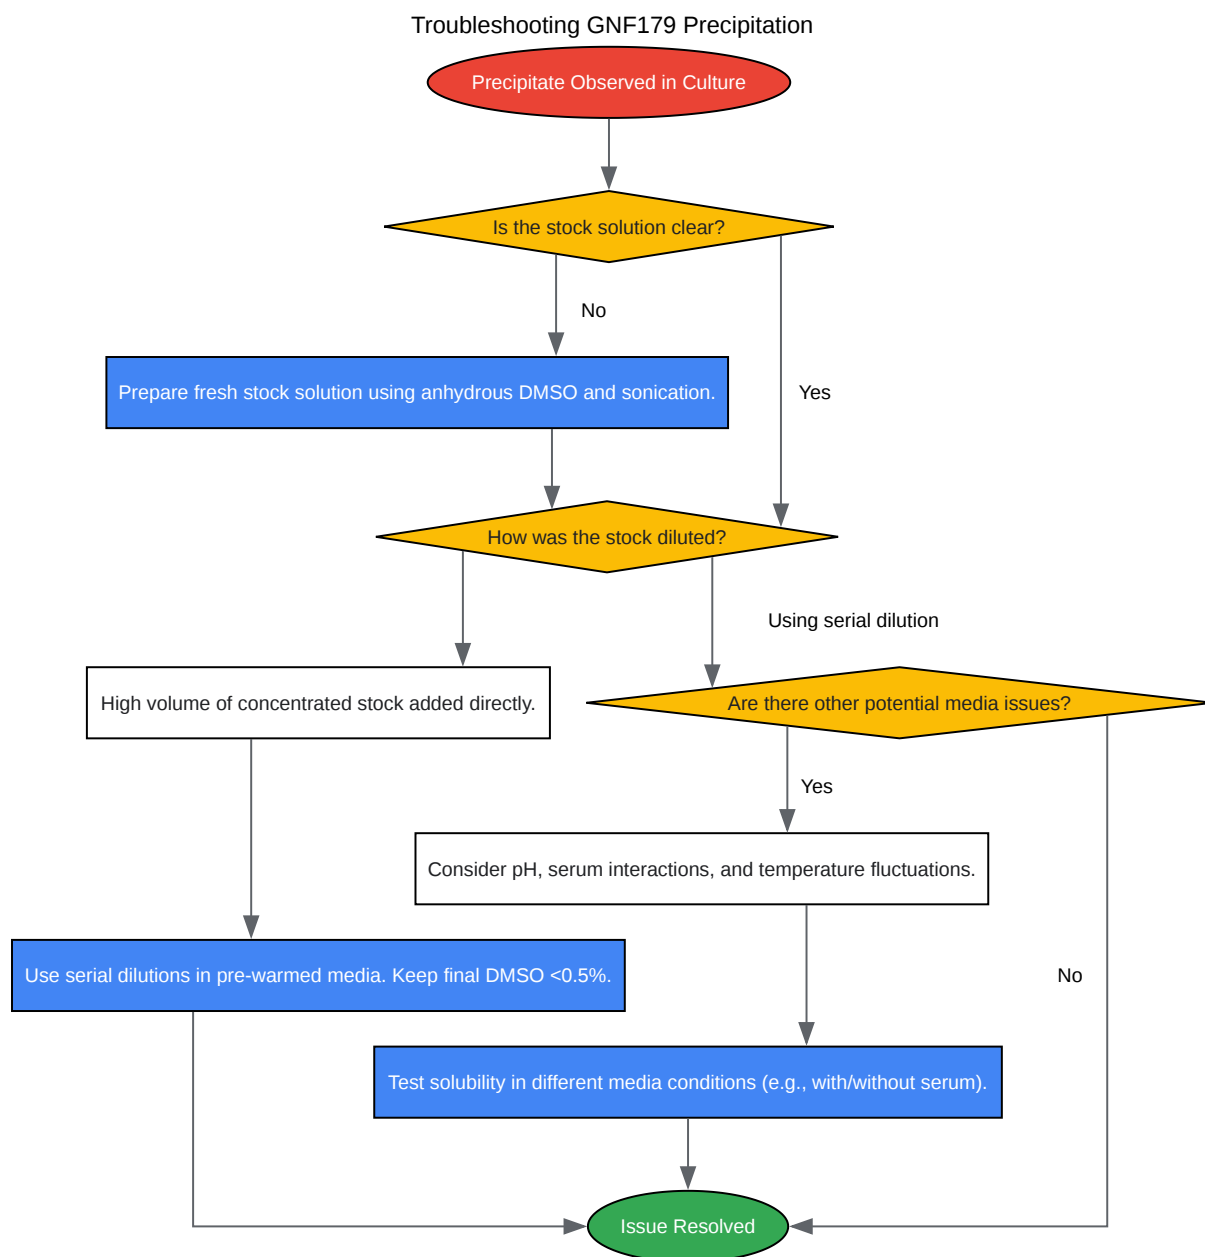 Troubleshooting GNF179 Precipitation
Precipitate Observed in Culture
Is the stock solution clear?
No
Prepare fresh stock solution using anhydrous DMSO and sonication.
Yes
How was the stock diluted?
Using serial dilution
High volume of concentrated stock added directly.
Are there other potential media issues?
Yes
Consider pH, serum interactions, and temperature fluctuations.
Use serial dilutions in pre-warmed media. Keep final DMSO <0.5%.
No
Test solubility in different media conditions (e.g., with/without serum).
Issue Resolved